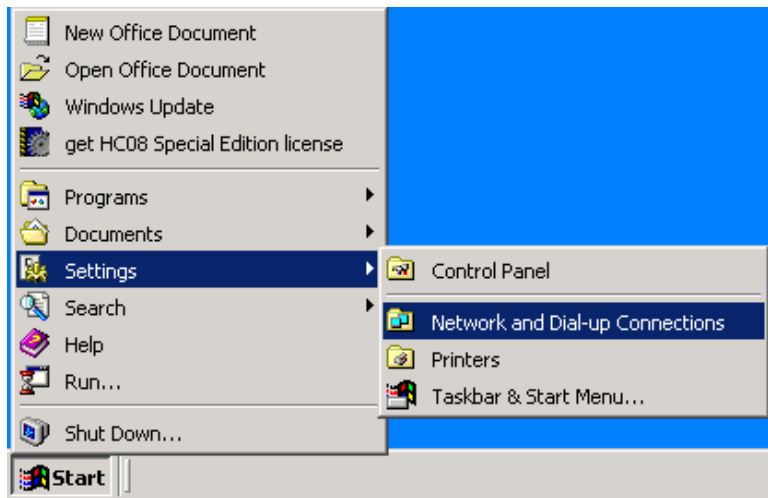 New Office Document
Open Office Document
Windows Update
get HC08 Special Edition license
Programs
Documents
Settings
Search
Help
Run...
Shut Down...
Control Panel
Network and Dial-up Connections
Printers
Taskbar & Start Menu...
Start